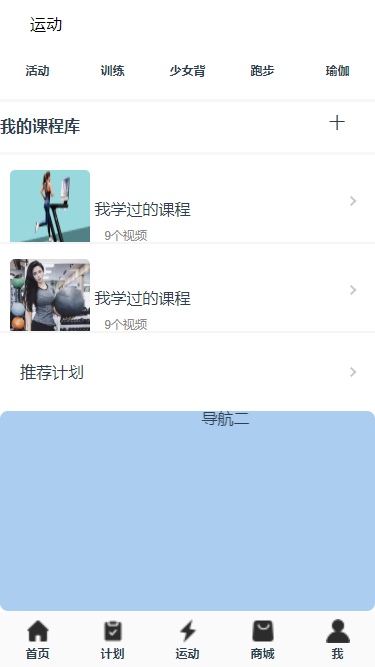 运动
活动 训练 少女背 跑步 瑜伽
我的课程库
我学过的课程
9个视频
我学过的课程
9个视频
推荐计划
导航二
首页 计划 运动 商城 我